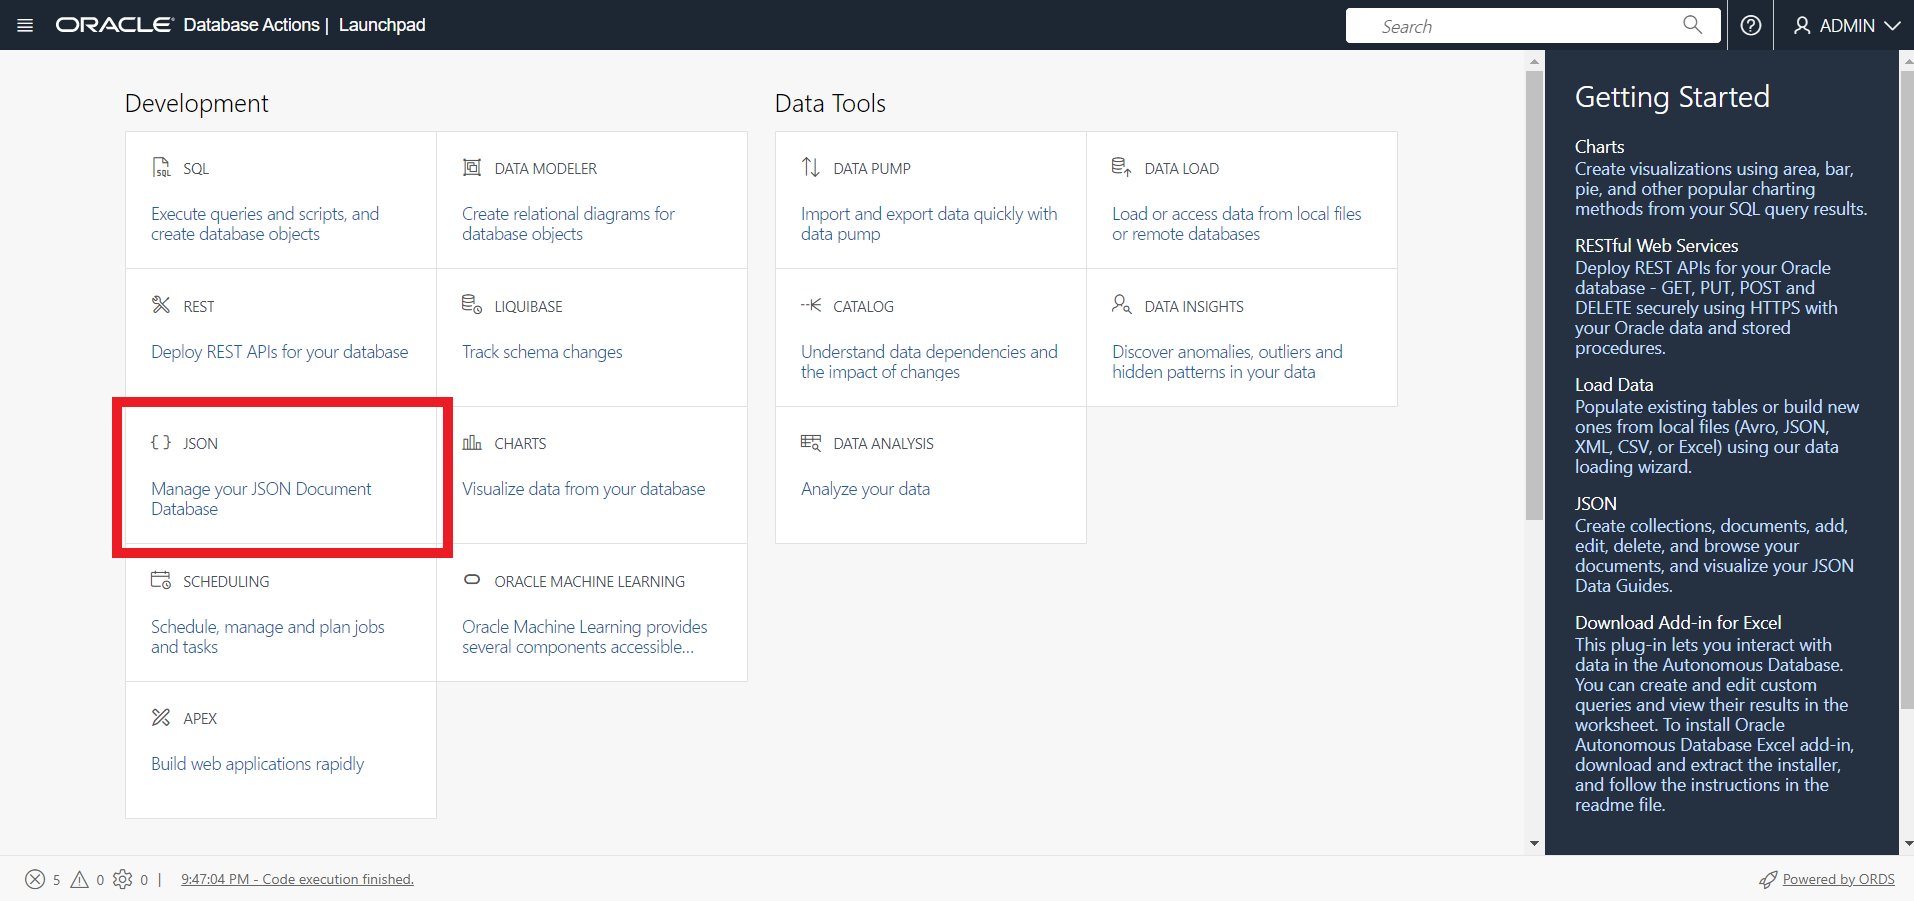 ORACLE Database Actions | Launchpad
Search
ADMIN
Development
SQL
Execute queries and scripts, and
create database objects
DATA MODELER
Create relational diagrams for
database objects
REST
Deploy REST APIs for your database
LIQUIBASE
Track schema changes
{ } JSON
Manage your JSON Document
Database
CHARTS
Visualize data from your database
SCHEDULING
Schedule, manage and plan jobs
and tasks
ORACLE MACHINE LEARNING
Oracle Machine Learning provides
several components accessible...
APEX
Build web applications rapidly
Data Tools
DATA PUMP
Import and export data quickly with
data pump
DATA LOAD
Load or access data from local files
or remote databases
CATALOG
Understand data dependencies and
the impact of changes
DATA INSIGHTS
Discover anomalies, outliers and
hidden patterns in your data
DATA ANALYSIS
Analyze your data
Getting Started
Charts
Create visualizations using area, bar,
pie, and other popular charting
methods from your SQL query results.
RESTful Web Services
Deploy REST APIs for your Oracle
database - GET, PUT, POST and
DELETE securely using HTTPS with
your Oracle data and stored
procedures.
Load Data
Populate existing tables or build new
ones from local files (Avro, JSON,
XML, CSV, or Excel) using our data
loading wizard.
JSON
Create collections, documents, add,
edit, delete, and browse your
documents, and visualize your JSON
Data Guides.
Download Add-in for Excel
This plug-in lets you interact with
data in the Autonomous Database.
You can create and edit custom
queries and view their results in the
worksheet. To install Oracle
Autonomous Database Excel add-in,
download and extract the installer,
and follow the instructions in the
readme file.
5 0 0 | 9:47:04 PM - Code execution finished.
Powered by ORDS